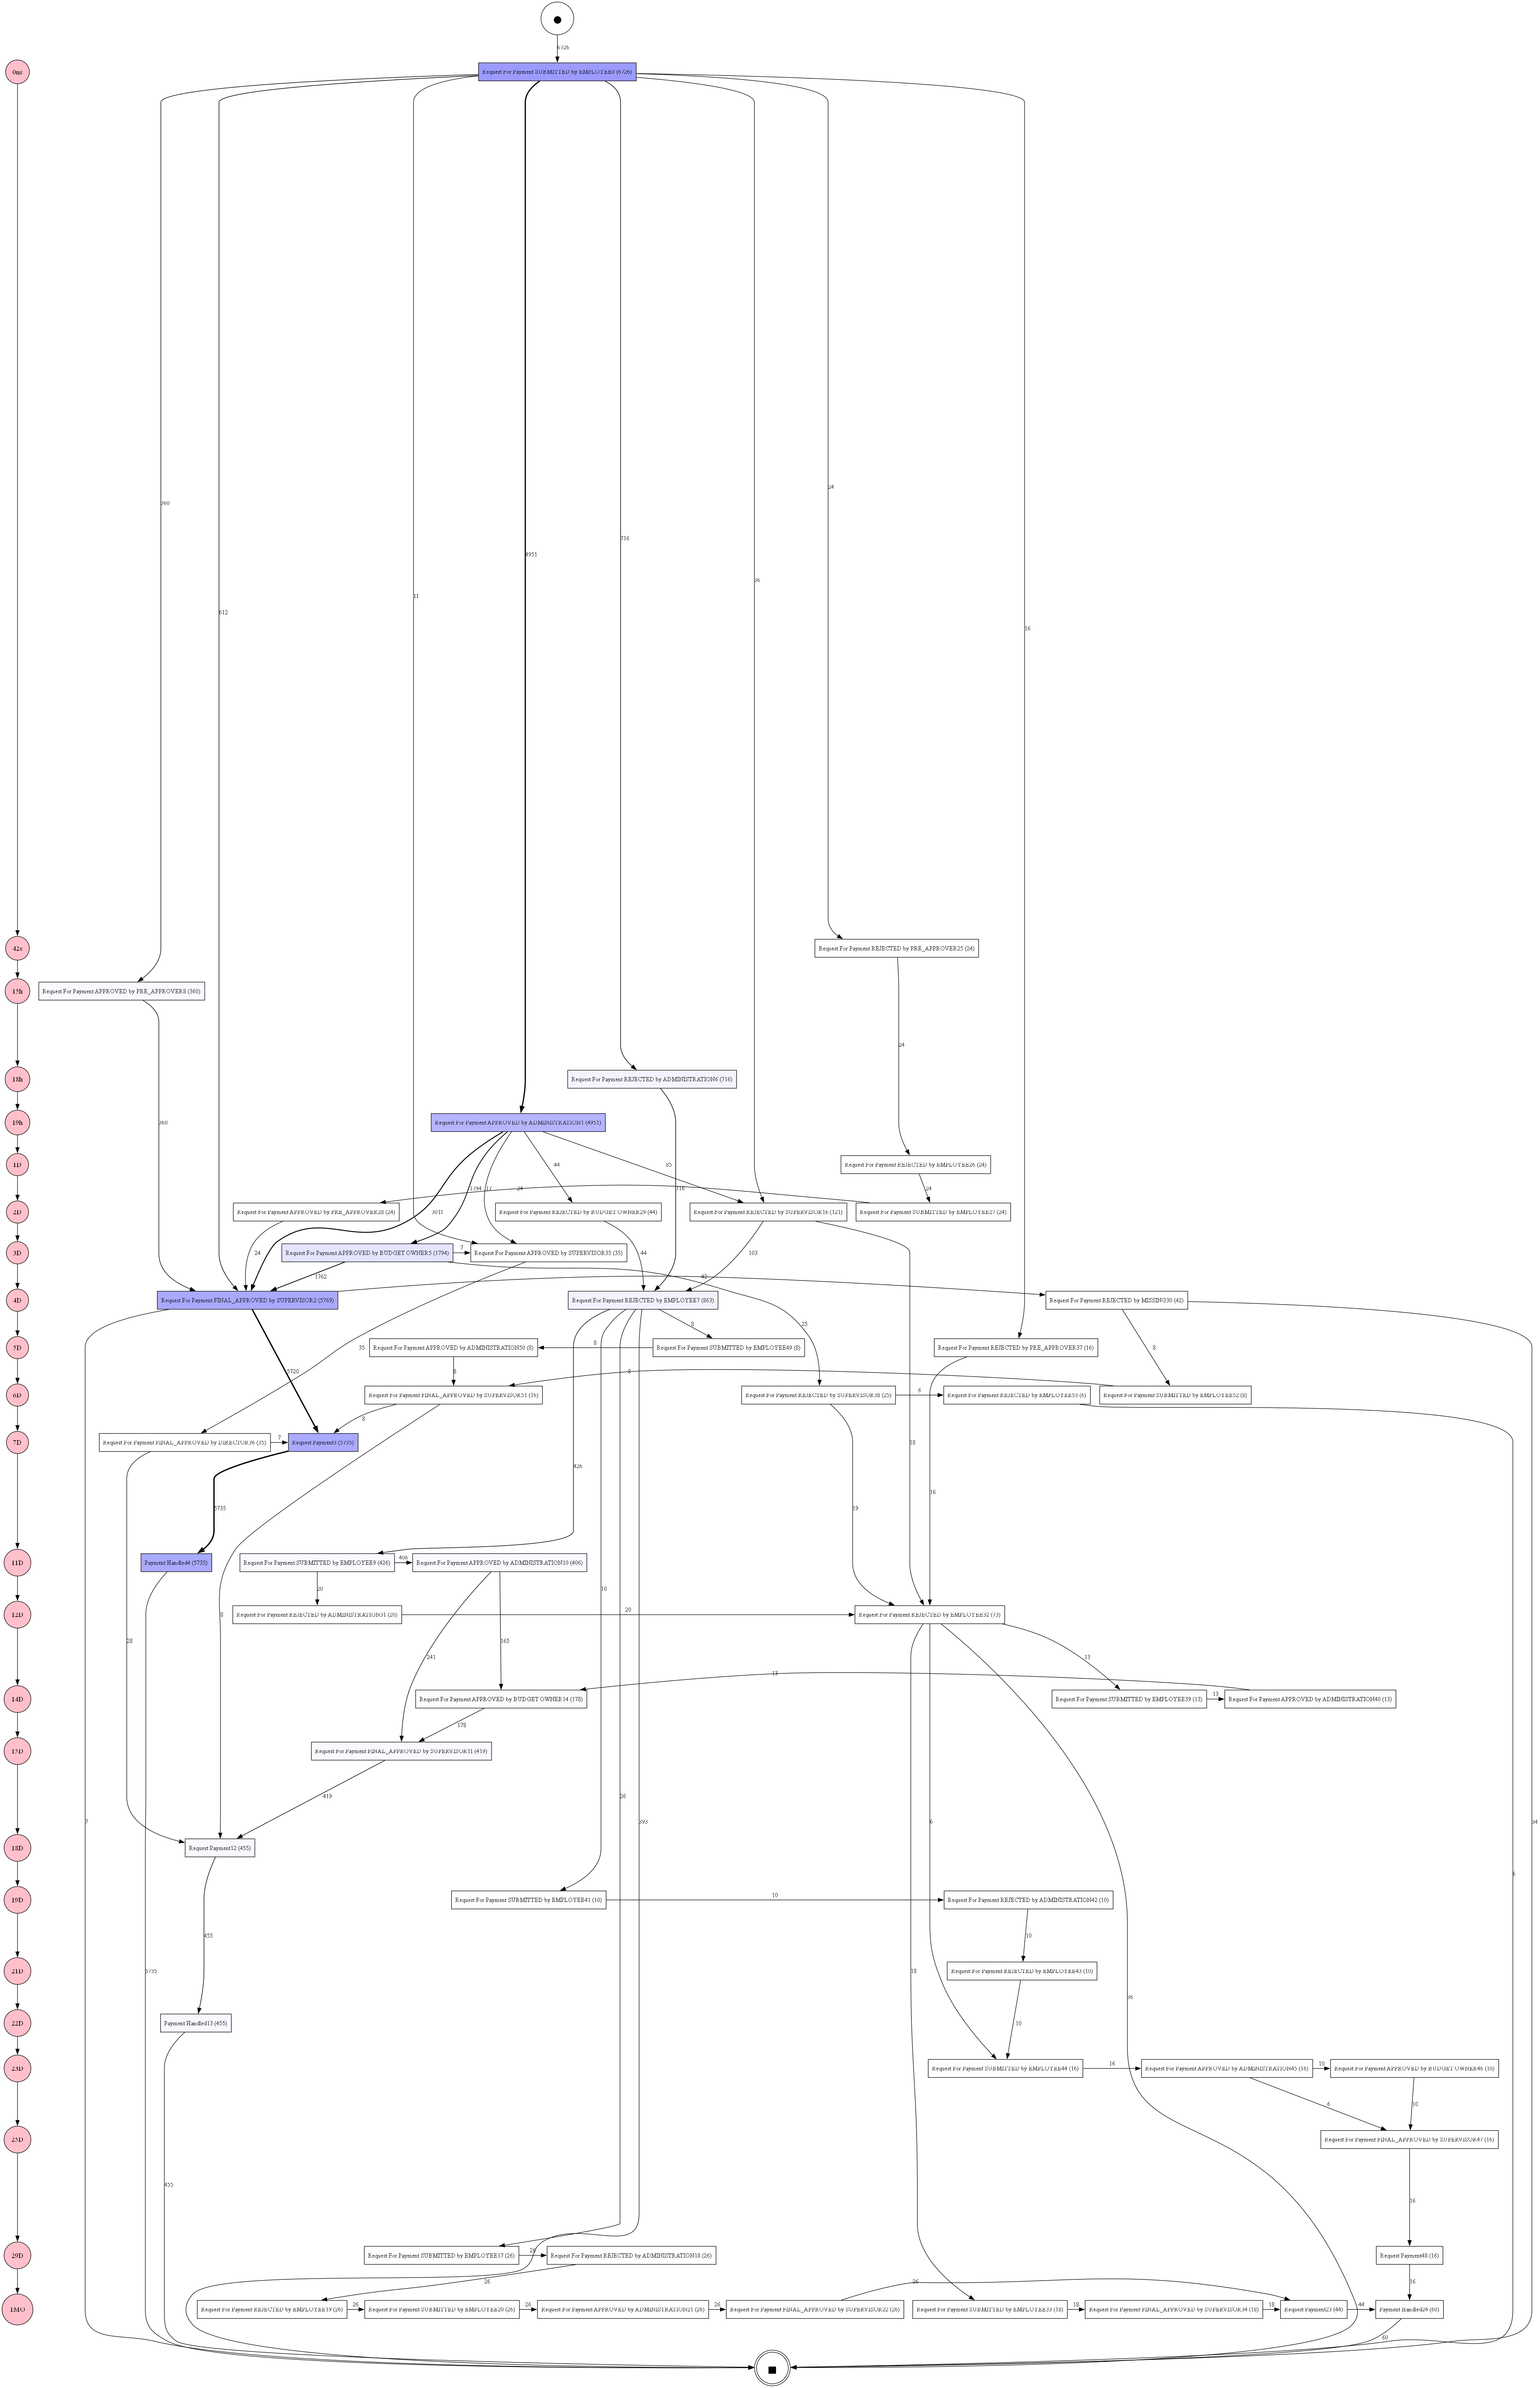 6726
0ms
Request For Payment SUBMITTED by EMPLOYEE0 (6726)
360
24
716
4951
36
11
612
16
42s
Request For Payment REJECTED by PRE_APPROVER25 (24)
15h
Request For Payment APPROVED by PRE_APPROVER8 (360)
24
18h
Request For Payment REJECTED by ADMINISTRATION6 (716)
19h
Request For Payment APPROVED by ADMINISTRATION1 (4951)
360
1D
Request For Payment REJECTED by EMPLOYEE26 (24)
44
85
1794
17
24
716
24
2D
Request For Payment APPROVED by PRE_APPROVER28 (24)
Request For Payment REJECTED by BUDGET OWNER29 (44)
Request For Payment REJECTED by SUPERVISOR16 (121)
Request For Payment SUBMITTED by EMPLOYEE27 (24)
3011
3D
Request For Payment APPROVED by BUDGET OWNER5 (1794)
7
Request For Payment APPROVED by SUPERVISOR35 (35)
24
44
103
1762
42
4D
Request For Payment FINAL_APPROVED by SUPERVISOR2 (5769)
Request For Payment REJECTED by EMPLOYEE7 (863)
Request For Payment REJECTED by MISSING30 (42)
8
25
5D
35
Request For Payment APPROVED by ADMINISTRATION50 (8)
8
Request For Payment SUBMITTED by EMPLOYEE49 (8)
Request For Payment REJECTED by PRE_APPROVER37 (16)
8
5720
8
8
6D
Request For Payment FINAL_APPROVED by SUPERVISOR51 (16)
Request For Payment REJECTED by SUPERVISOR38 (25)
6
Request For Payment REJECTED by EMPLOYEE53 (6)
Request For Payment SUBMITTED by EMPLOYEE52 (8)
8
7D
Request For Payment FINAL_APPROVED by DIRECTOR36 (35)
7
Request Payment3 (5735)
18
426
16
5735
19
11D
Payment Handled4 (5735)
Request For Payment SUBMITTED by EMPLOYEE9 (426)
406
Request For Payment APPROVED by ADMINISTRATION10 (406)
20
10
12D
Request For Payment REJECTED by ADMINISTRATION31 (20)
20
Request For Payment REJECTED by EMPLOYEE32 (73)
8
28
165
241
13
13
14D
Request For Payment APPROVED by BUDGET OWNER14 (178)
Request For Payment SUBMITTED by EMPLOYEE39 (13)
13
Request For Payment APPROVED by ADMINISTRATION40 (13)
178
15D
Request For Payment FINAL_APPROVED by SUPERVISOR11 (419)
419
26
7
393
6
34
18D
Request Payment12 (455)
6
19D
Request For Payment SUBMITTED by EMPLOYEE41 (10)
10
Request For Payment REJECTED by ADMINISTRATION42 (10)
455
10
21D
5735
Request For Payment REJECTED by EMPLOYEE43 (10)
18
36
22D
Payment Handled13 (455)
10
23D
Request For Payment SUBMITTED by EMPLOYEE44 (16)
16
Request For Payment APPROVED by ADMINISTRATION45 (16)
10
Request For Payment APPROVED by BUDGET OWNER46 (10)
6
10
25D
Request For Payment FINAL_APPROVED by SUPERVISOR47 (16)
455
16
29D
Request For Payment SUBMITTED by EMPLOYEE17 (26)
26
Request For Payment REJECTED by ADMINISTRATION18 (26)
Request Payment48 (16)
26
26
16
1MO
Request For Payment REJECTED by EMPLOYEE19 (26)
26
Request For Payment SUBMITTED by EMPLOYEE20 (26)
26
Request For Payment APPROVED by ADMINISTRATION21 (26)
26
Request For Payment FINAL_APPROVED by SUPERVISOR22 (26)
Request For Payment SUBMITTED by EMPLOYEE33 (18)
18
Request For Payment FINAL_APPROVED by SUPERVISOR34 (18)
18
Request Payment23 (44)
44
Payment Handled24 (60)
60